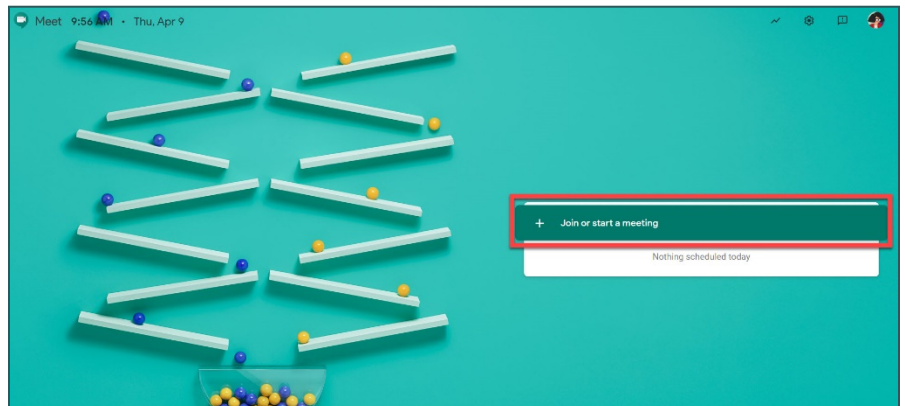 Meet 9:56 AM • Thu, Apr 9
+ Join or start a meeting
Nothing scheduled today